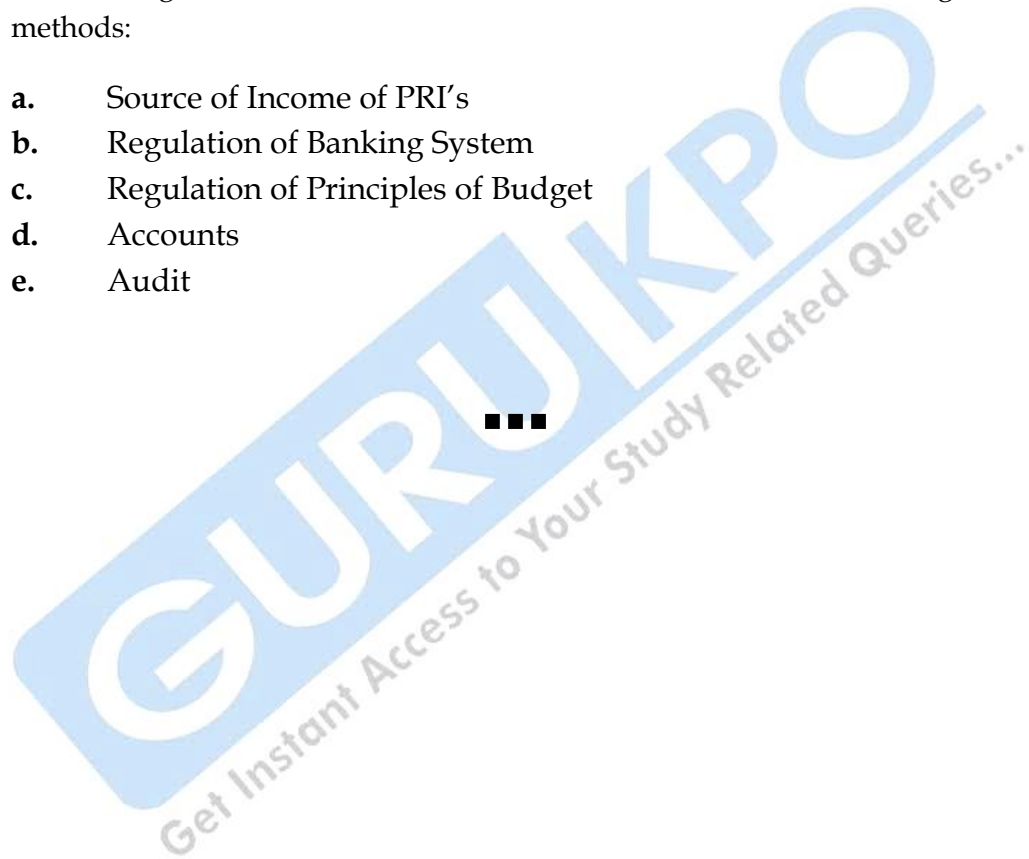 methods:
a. Source of Income of PRI's
b. Regulation of Banking System
c. Regulation of Principles of Budget
d. Accounts
e. Audit
GURUKPO
Get Instant Access to Your Study Related Queries...